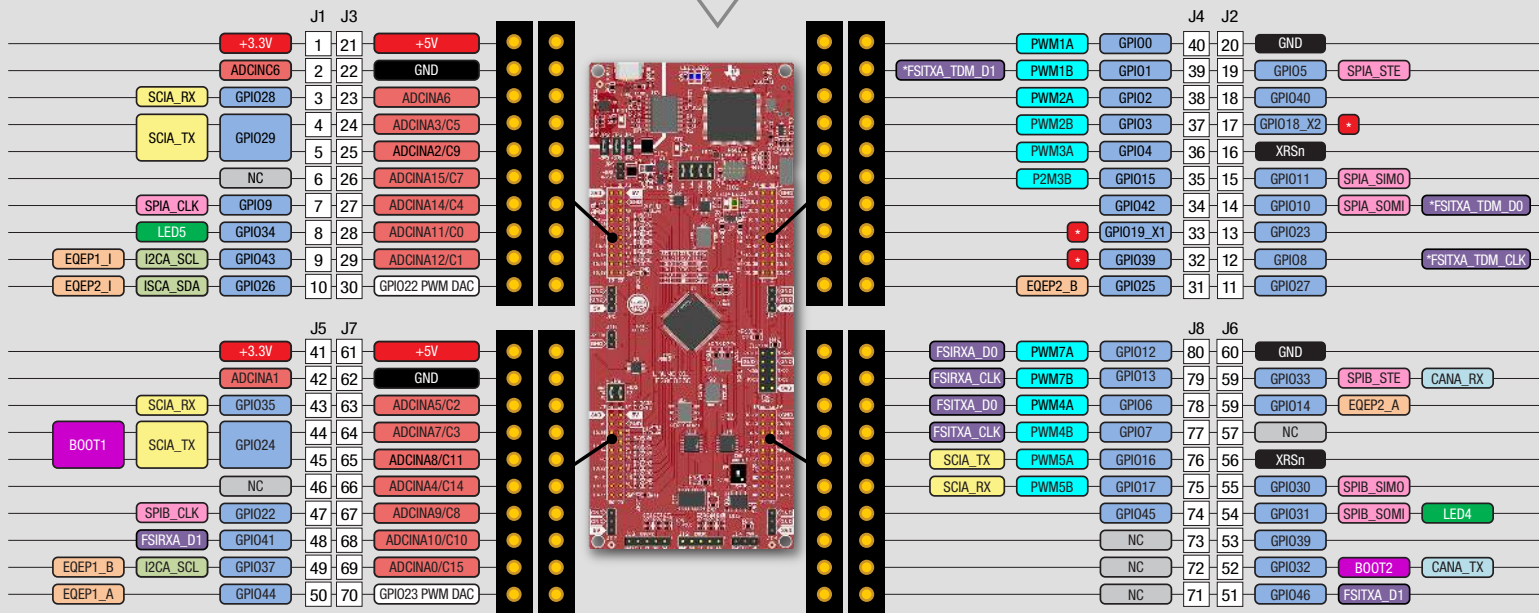 J1 J3
+3.3V 1 21 +5V
ADCINC6 2 22 GND
SCIA_RX GPIO28 3 23 ADCINA6
SCIA_TX GPIO29 4 24 ADCINA3/C5
5 25 ADCINA2/C9
NC 6 26 ADCINA15/C7
SPIA_CLK GPIO9 7 27 ADCINA14/C4
LED5 GPIO34 8 28 ADCINA11/C0
EQEP1_I I2CA_SCL GPIO43 9 29 ADCINA12/C1
EQEP2_I ISCA_SDA GPIO26 10 30 GPIO22 PWM DAC
J4 J2
PWM1A GPIO0 40 20 GND
*FSITXA_TDM_D1 PWM1B GPIO1 39 19 GPIO5 SPIA_STE
PWM2A GPIO2 38 18 GPIO40
PWM2B GPIO3 37 17 GPIO18_X2 *
PWM3A GPIO4 36 16 XRSn
P2M3B GPIO15 35 15 GPIO11 SPIA_SIMO
GPIO42 34 14 GPIO10 SPIA_SOMI *FSITXA_TDM_D0
* GPIO19_X1 33 13 GPIO23
* GPIO39 32 12 GPIO8 *FSITXA_TDM_CLK
EQEP2_B GPIO25 31 11 GPIO27
J5 J7
+3.3V 41 61 +5V
ADCINA1 42 62 GND
SCIA_RX GPIO35 43 63 ADCINA5/C2
BOOT1 SCIA_TX GPIO24 44 64 ADCINA7/C3
45 65 ADCINA8/C11
NC 46 66 ADCINA4/C14
SPIB_CLK GPIO22 47 67 ADCINA9/C8
FSIRXA_D1 GPIO41 48 68 ADCINA10/C10
EQEP1_B I2CA_SCL GPIO37 49 69 ADCINA0/C15
EQEP1_A GPIO44 50 70 GPIO23 PWM DAC
J8 J6
FSIRXA_D0 PWM7A GPIO12 80 60 GND
FSIRXA_CLK PWM7B GPIO13 79 59 GPIO33 SPIB_STE CANA_RX
FSITXA_D0 PWM4A GPIO6 78 59 GPIO14 EQEP2_A
FSITXA_CLK PWM4B GPIO7 77 57 NC
SCIA_TX PWM5A GPIO16 76 56 XRSn
SCIA_RX PWM5B GPIO17 75 55 GPIO30 SPIB_SIMO
GPIO45 74 54 GPIO31 SPIB_SOMI LED4
NC 73 53 GPIO39
NC 72 52 GPIO32 BOOT2 CANA_TX
NC 71 51 GPIO46 FSITXA_D1